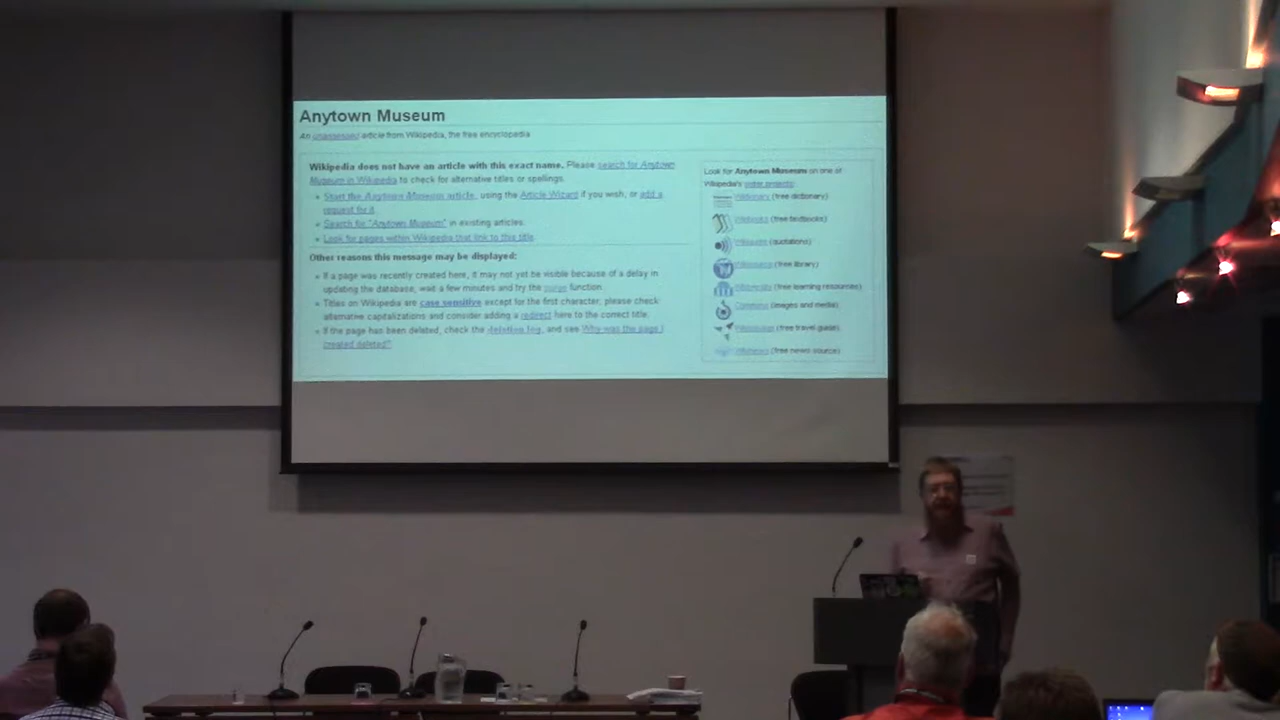 Anytown Museum
An unassessed article from Wikipedia, the free encyclopedia
Wikipedia does not have an article with this exact name. Please search for Anytown
Museum in Wikipedia to check for alternative titles or spellings.
Start the Anytown Museum article, using the Article Wizard if you wish, or add a
request for it
Search for "Anytown Museum" in existing articles.
Look for pages within Wikipedia that link to this title.
Other reasons this message may be displayed:
If a page was recently created here, it may not yet be visible because of a delay in
updating the database, wait a few minutes and try the purge function.
Titles on Wikipedia are case sensitive except for the first character; please check
alternative capitalizations and consider adding a redirect here to the correct title.
If the page has been deleted, check the deletion log, and see Why was the page I
created deleted?
Look for Anytown Museum on one of
Wikipedia's sister projects:
Wiktionary (free dictionary)
Wikibooks (free textbooks)
Wikiquote (quotations)
Wikisource (free library)
Wikiversity (free learning resources)
Commons (images and media)
Wikivoyage (free travel guide)
Wikinews (free news source)